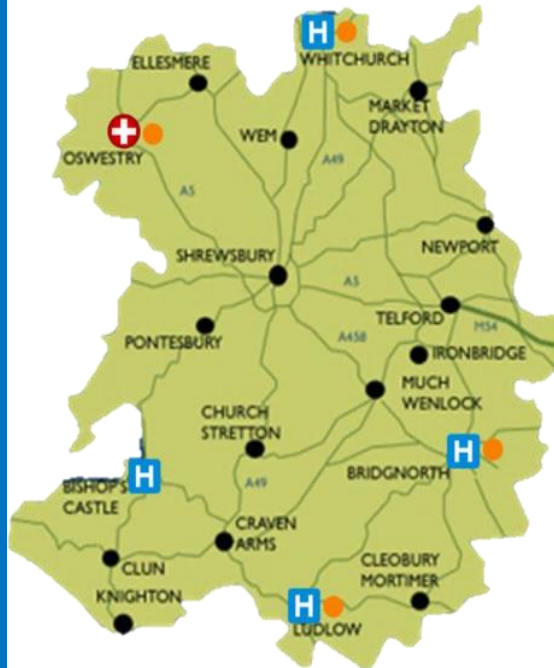 H
WHITCHURCH
ELLESMERE
MARKET
DRAYTON
WEM
A49
OSWESTRY
A5
NEWPORT
SHREWSBURY
A5
TELFORD
M54
PONTESBURY
A458
IRONBRIDGE
MUCH
WENLOCK
CHURCH
STRETTON
H
BRIDGNORTH
H
BISHOP'S
CASTLE
A49
CRAVEN
ARMS
CLUN
CLEOBURY
MORTIMER
KNIGHTON
H
LUDLOW